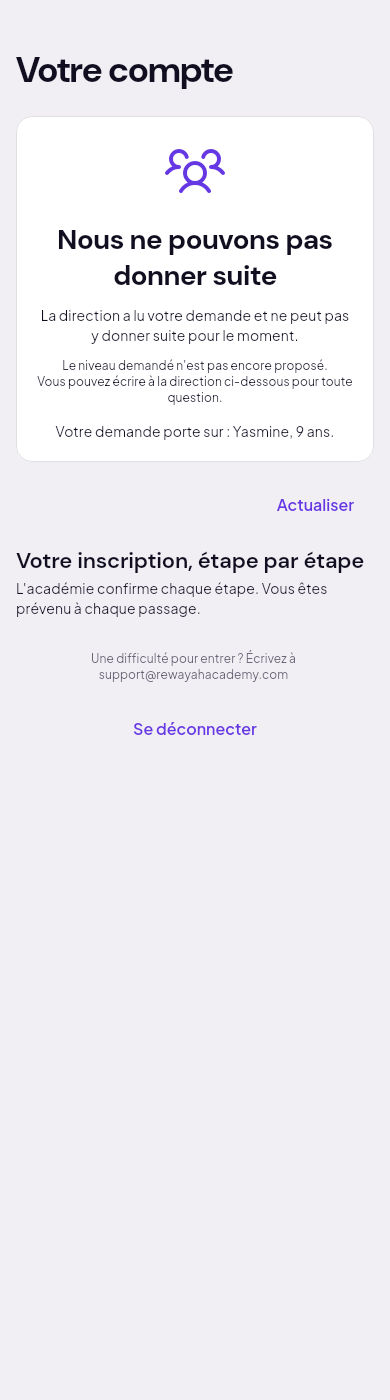 Votre compte
Nous ne pouvons pas
donner suite
La direction a lu votre demande et ne peut pas
y donner suite pour le moment.
Le niveau demandé n'est pas encore proposé.
Vous pouvez écrire à la direction ci-dessous pour toute
question.
Votre demande porte sur : Yasmine, 9 ans.
Actualiser
Votre inscription, étape par étape
L'académie confirme chaque étape. Vous êtes
prévenu à chaque passage.
Une difficulté pour entrer ? Écrivez à
support@rewayahacademy.com
Se déconnecter